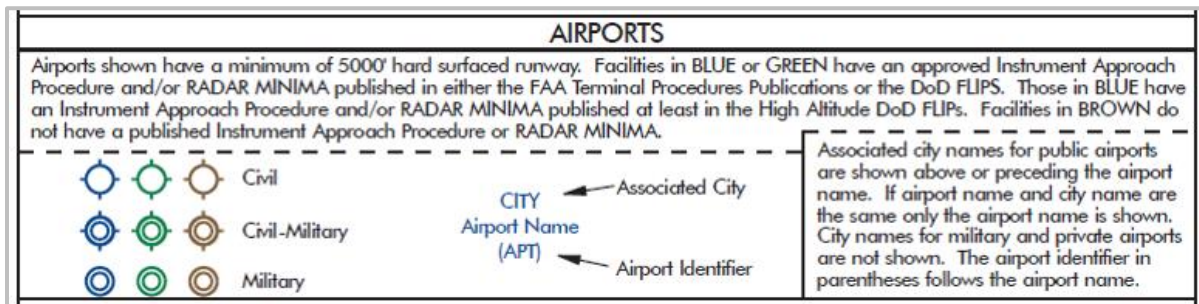 AIRPORTS
Airports shown have a minimum of 5000' hard surfaced runway. Facilities in BLUE or GREEN have an approved Instrument Approach
Procedure and/or RADAR MINIMA published in either the FAA Terminal Procedures Publications or the DoD FLIPS. Those in BLUE have
an Instrument Approach Procedure and/or RADAR MINIMA published at least in the High Altitude DoD FLIPs. Facilities in BROWN do
not have a published Instrument Approach Procedure or RADAR MINIMA.
Civil
Civil-Military
Military
CITY
Airport Name
(APT)
Associated City
Airport Identifier
Associated city names for public airports
are shown above or preceding the airport
name. If airport name and city name are
the same only the airport name is shown.
City names for military and private airports
are not shown. The airport identifier in
parentheses follows the airport name.